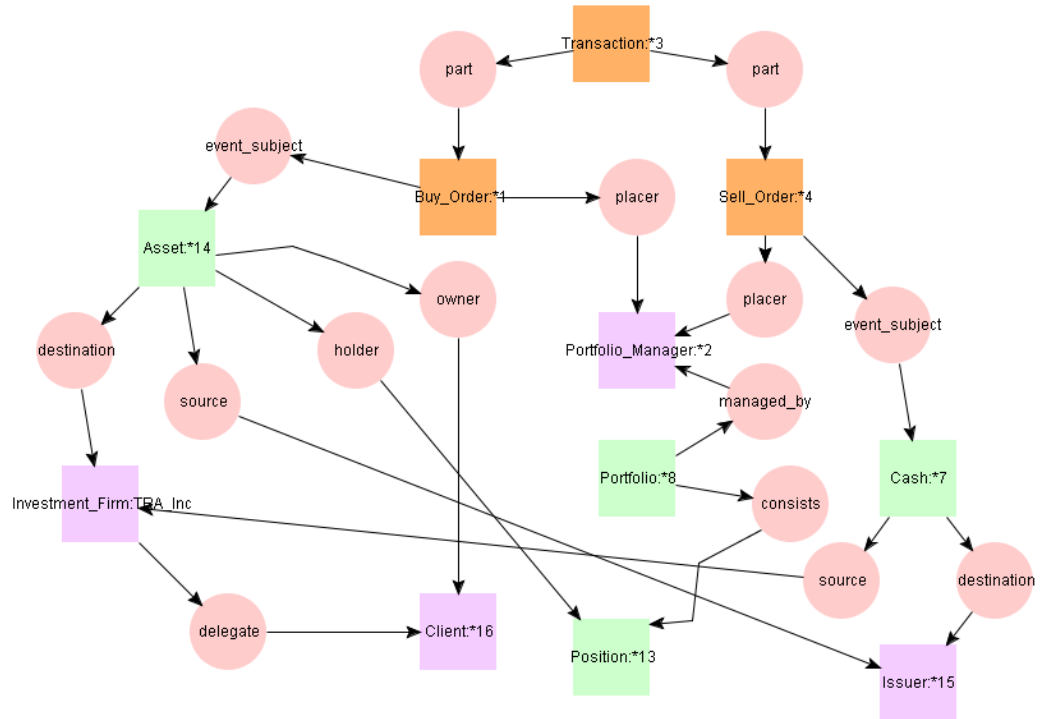 Transaction:*3
part
part
event_subject
Buy_Order:*1
placer
Sell_Order:*4
Asset:*14
owner
placer
event_subject
destination
holder
Portfolio_Manager:*2
source
managed_by
Portfolio:*8
Cash:*7
Investment_Firm:TRA_Inc
consists
source
destination
delegate
Client:*16
Position:*13
Issuer:*15